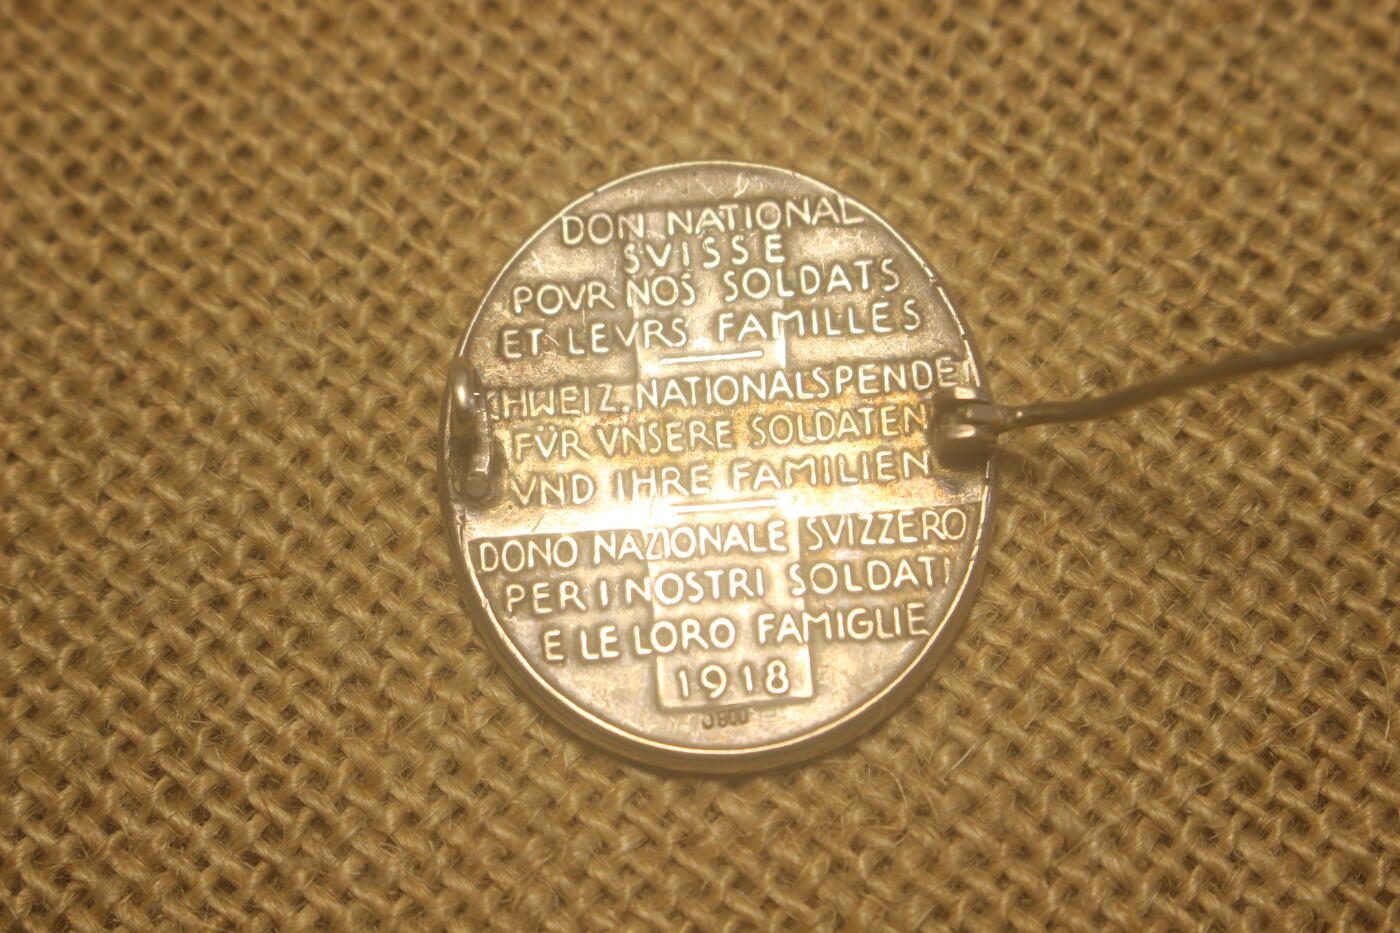 DON NATIONAL
SVISSE
POVR NOS SOLDATS
ET LEVRS FAMILLES
SCHWEIZ. NATIONALSPENDE
FÜR VNSERE SOLDATEN
VND IHRE FAMILIEN
DONO NAZIONALE SVIZZERO
PER I NOSTRI SOLDATI
E LE LORO FAMIGLIE
1918